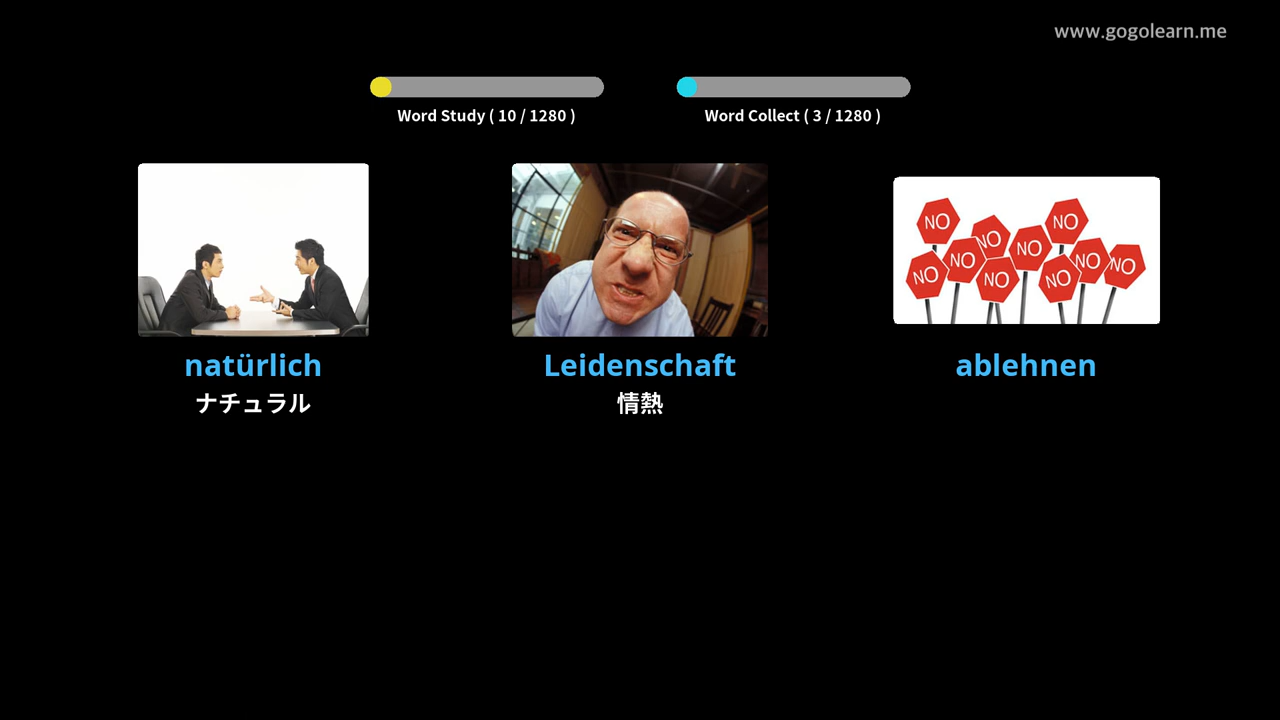 www.gogolearn.me
Word Study ( 10 / 1280 )
Word Collect ( 3 / 1280 )
NO
NO
NO
NO
NO
NO
NO
NO
NO
NO
natürlich
ナチュラル
Leidenschaft
情熱
ablehnen